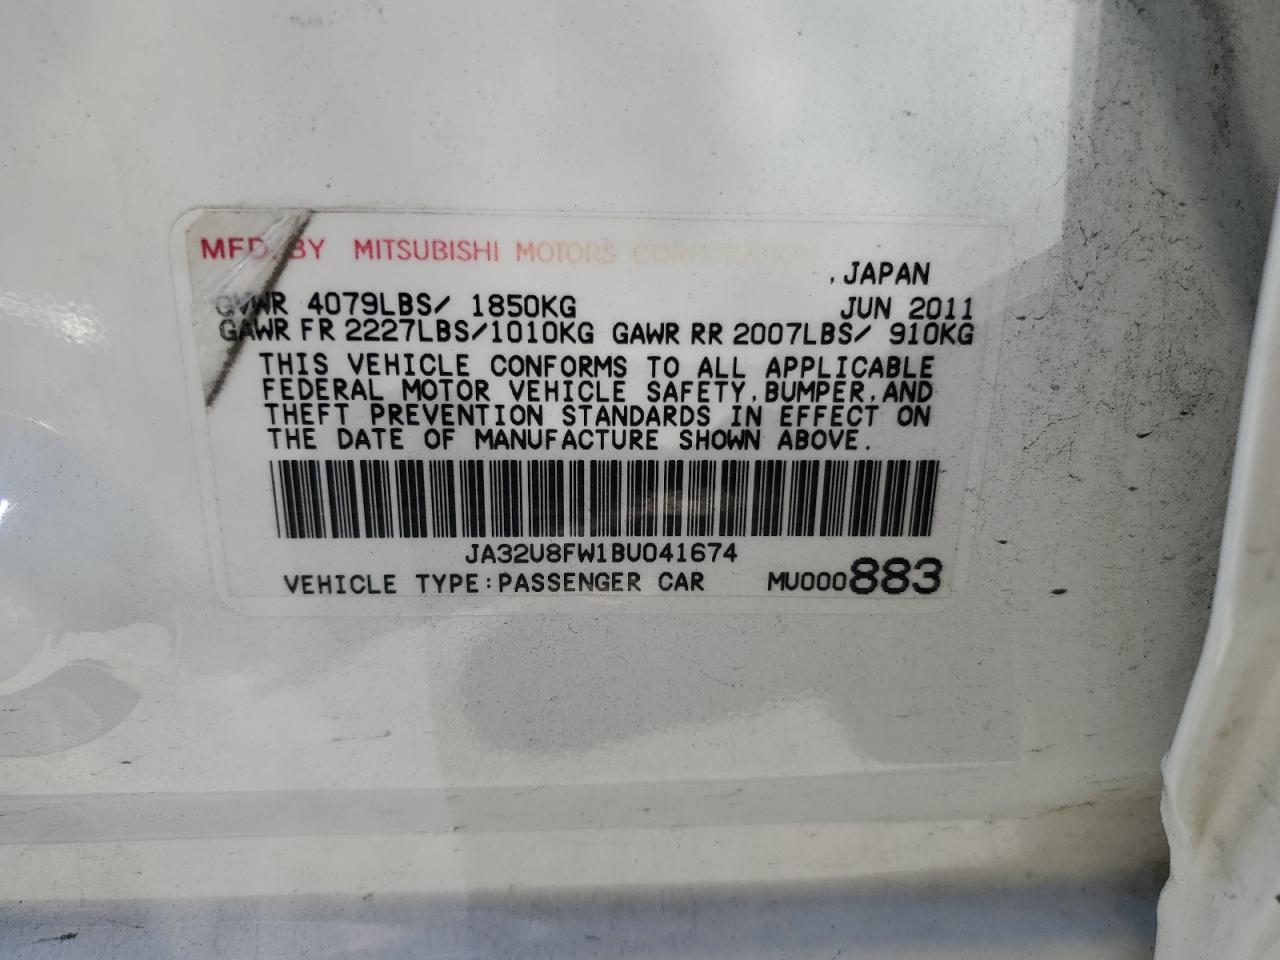 MFD. BY MITSUBISHI MOTORS CORPORATION
, JAPAN
GVWR 4079LBS/ 1850KG JUN 2011
GAWR FR 2227LBS/1010KG GAWR RR 2007LBS/ 910KG
THIS VEHICLE CONFORMS TO ALL APPLICABLE
FEDERAL MOTOR VEHICLE SAFETY, BUMPER, AND
THEFT PREVENTION STANDARDS IN EFFECT ON
THE DATE OF MANUFACTURE SHOWN ABOVE.
JA32U8FW1BU041674
VEHICLE TYPE:PASSENGER CAR MU000883